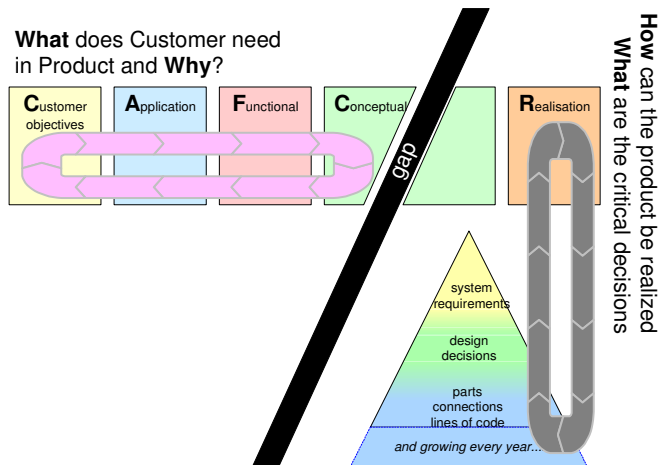 What does Customer need
in Product and Why?
Customer
objectives
Application
Functional
Conceptual
Realisation
gap
How can the product be realized
What are the critical decisions
system
requirements
design
decisions
parts
connections
lines of code
and growing every year...